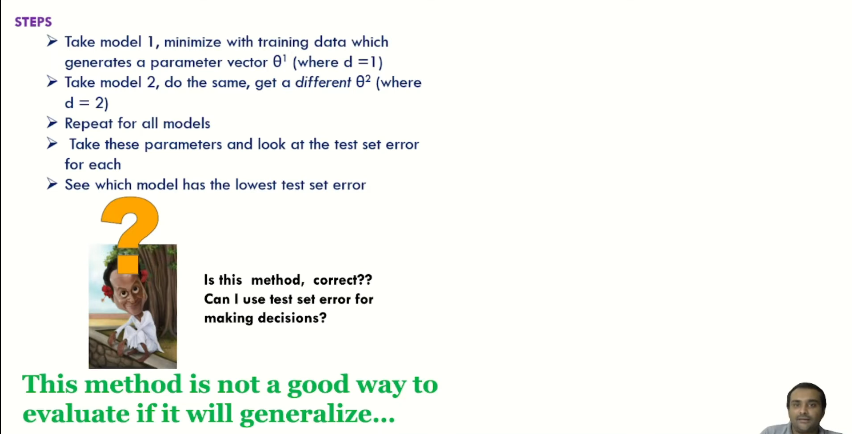 STEPS
➢ Take model 1, minimize with training data which
generates a parameter vector θ¹ (where d =1)
➢ Take model 2, do the same, get a different θ² (where
d = 2)
➢ Repeat for all models
➢ Take these parameters and look at the test set error
for each
➢ See which model has the lowest test set error
?
Is this method, correct??
Can I use test set error for
making decisions?
This method is not a good way to
evaluate if it will generalize...